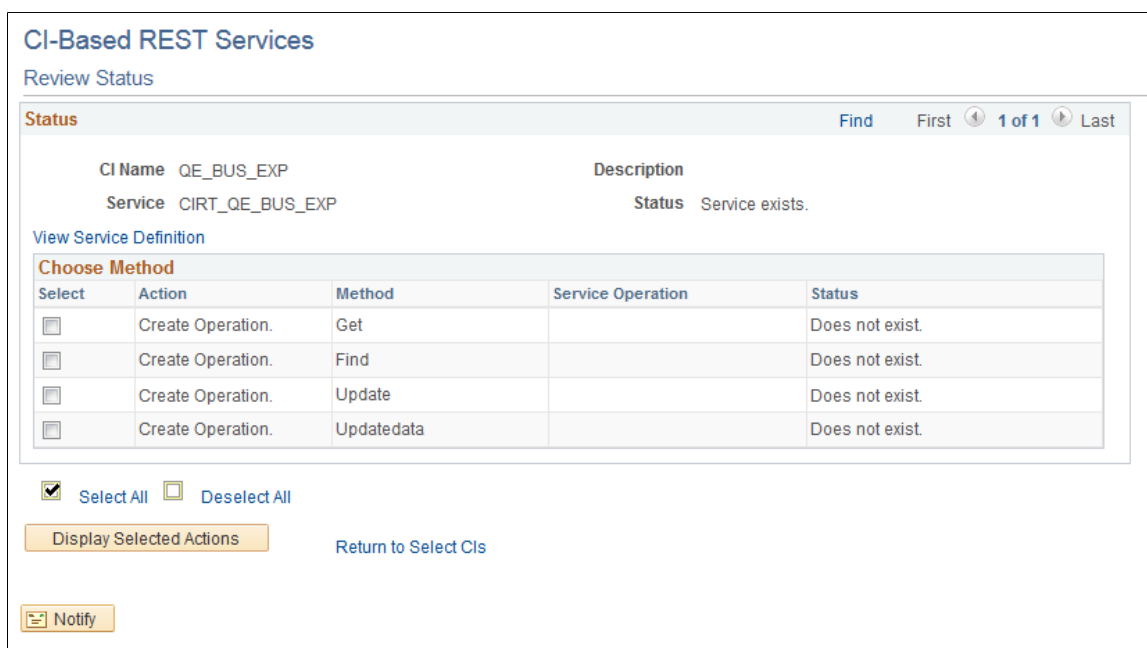 CI-Based REST Services
Review Status
Status Find First 1 of 1 Last
CI Name QE_BUS_EXP Description
Service CIRT_QE_BUS_EXP Status Service exists.
View Service Definition
Choose Method
Select Action Method Service Operation Status
Create Operation. Get Does not exist.
Create Operation. Find Does not exist.
Create Operation. Update Does not exist.
Create Operation. Updatedata Does not exist.
Select All Deselect All
Display Selected Actions Return to Select CIs
Notify